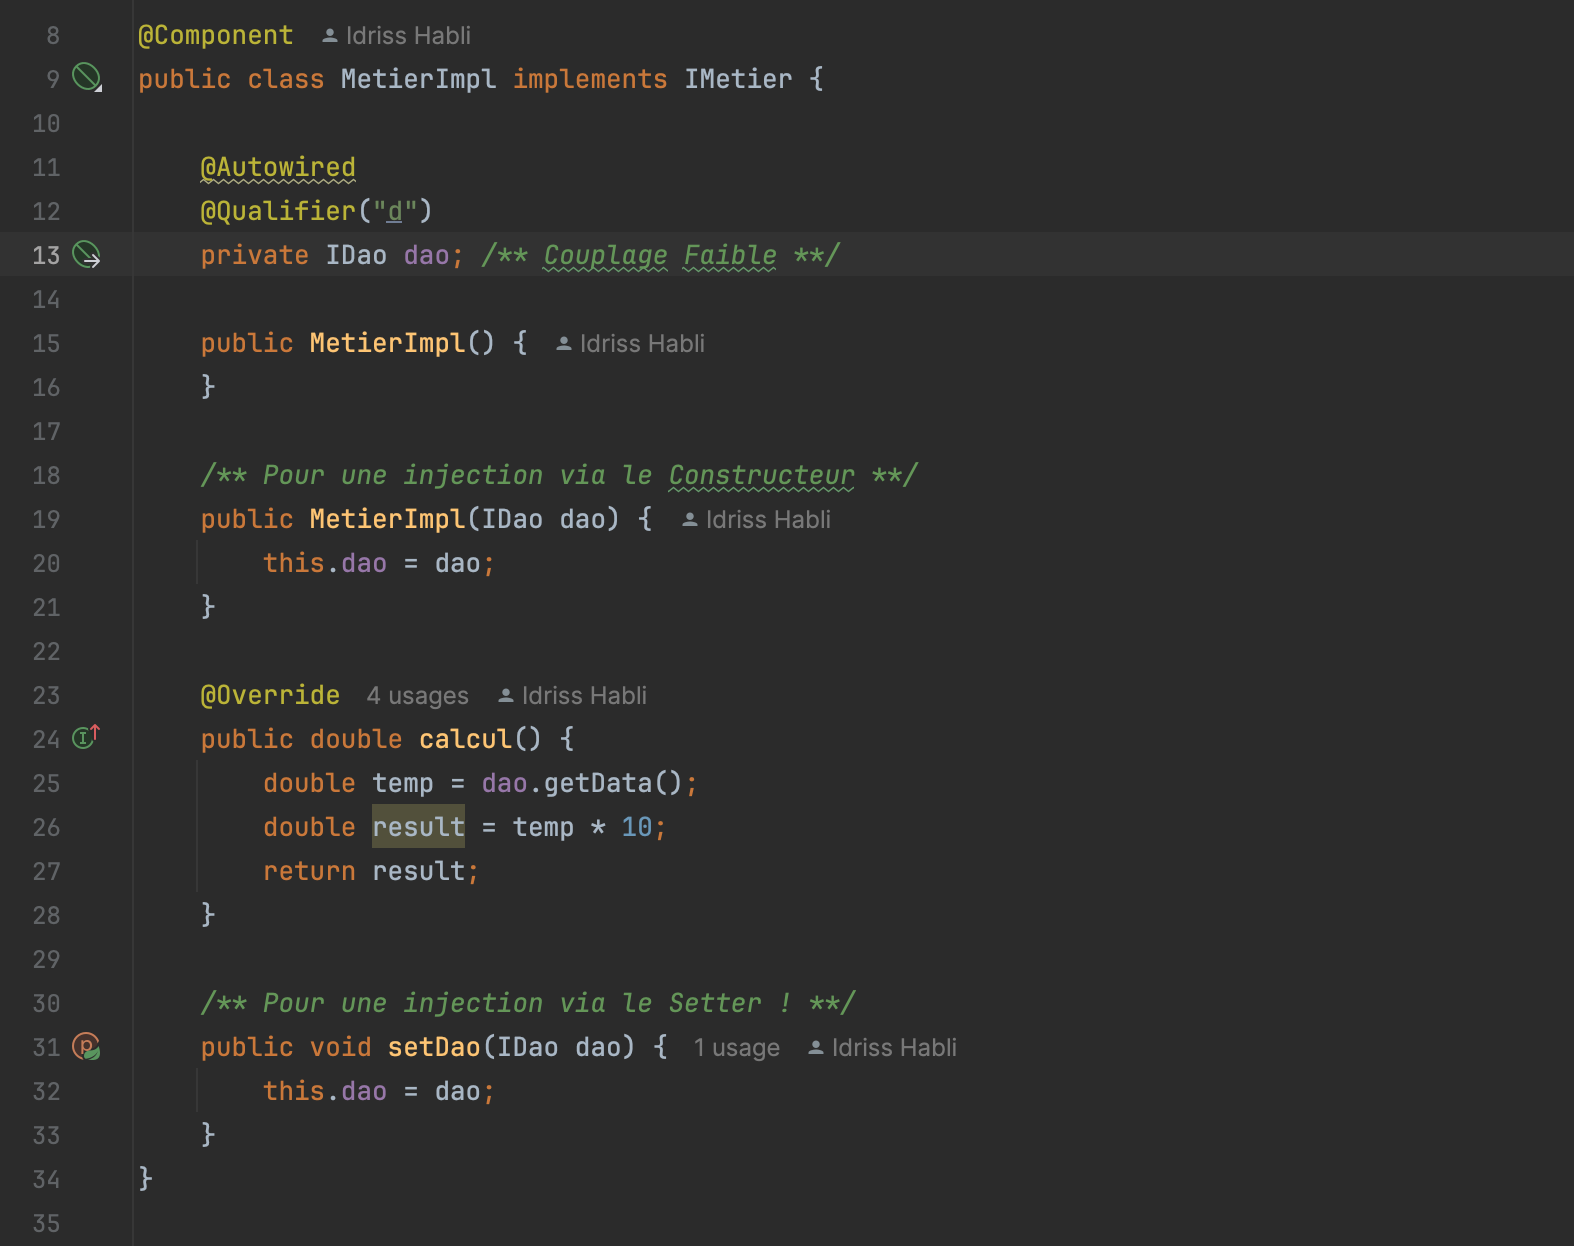 8 @Component Idriss Habli
9 public class MetierImpl implements IMetier {
10
11 @Autowired
12 @Qualifier("d")
13 private IDao dao; /** Couplage Faible **/
14
15 public MetierImpl() { Idriss Habli
16 }
17
18 /** Pour une injection via le Constructeur **/
19 public MetierImpl(IDao dao) { Idriss Habli
20 this.dao = dao;
21 }
22
23 @Override 4 usages Idriss Habli
24 public double calcul() {
25 double temp = dao.getData();
26 double result = temp * 10;
27 return result;
28 }
29
30 /** Pour une injection via le Setter ! **/
31 public void setDao(IDao dao) { 1 usage Idriss Habli
32 this.dao = dao;
33 }
34 }
35